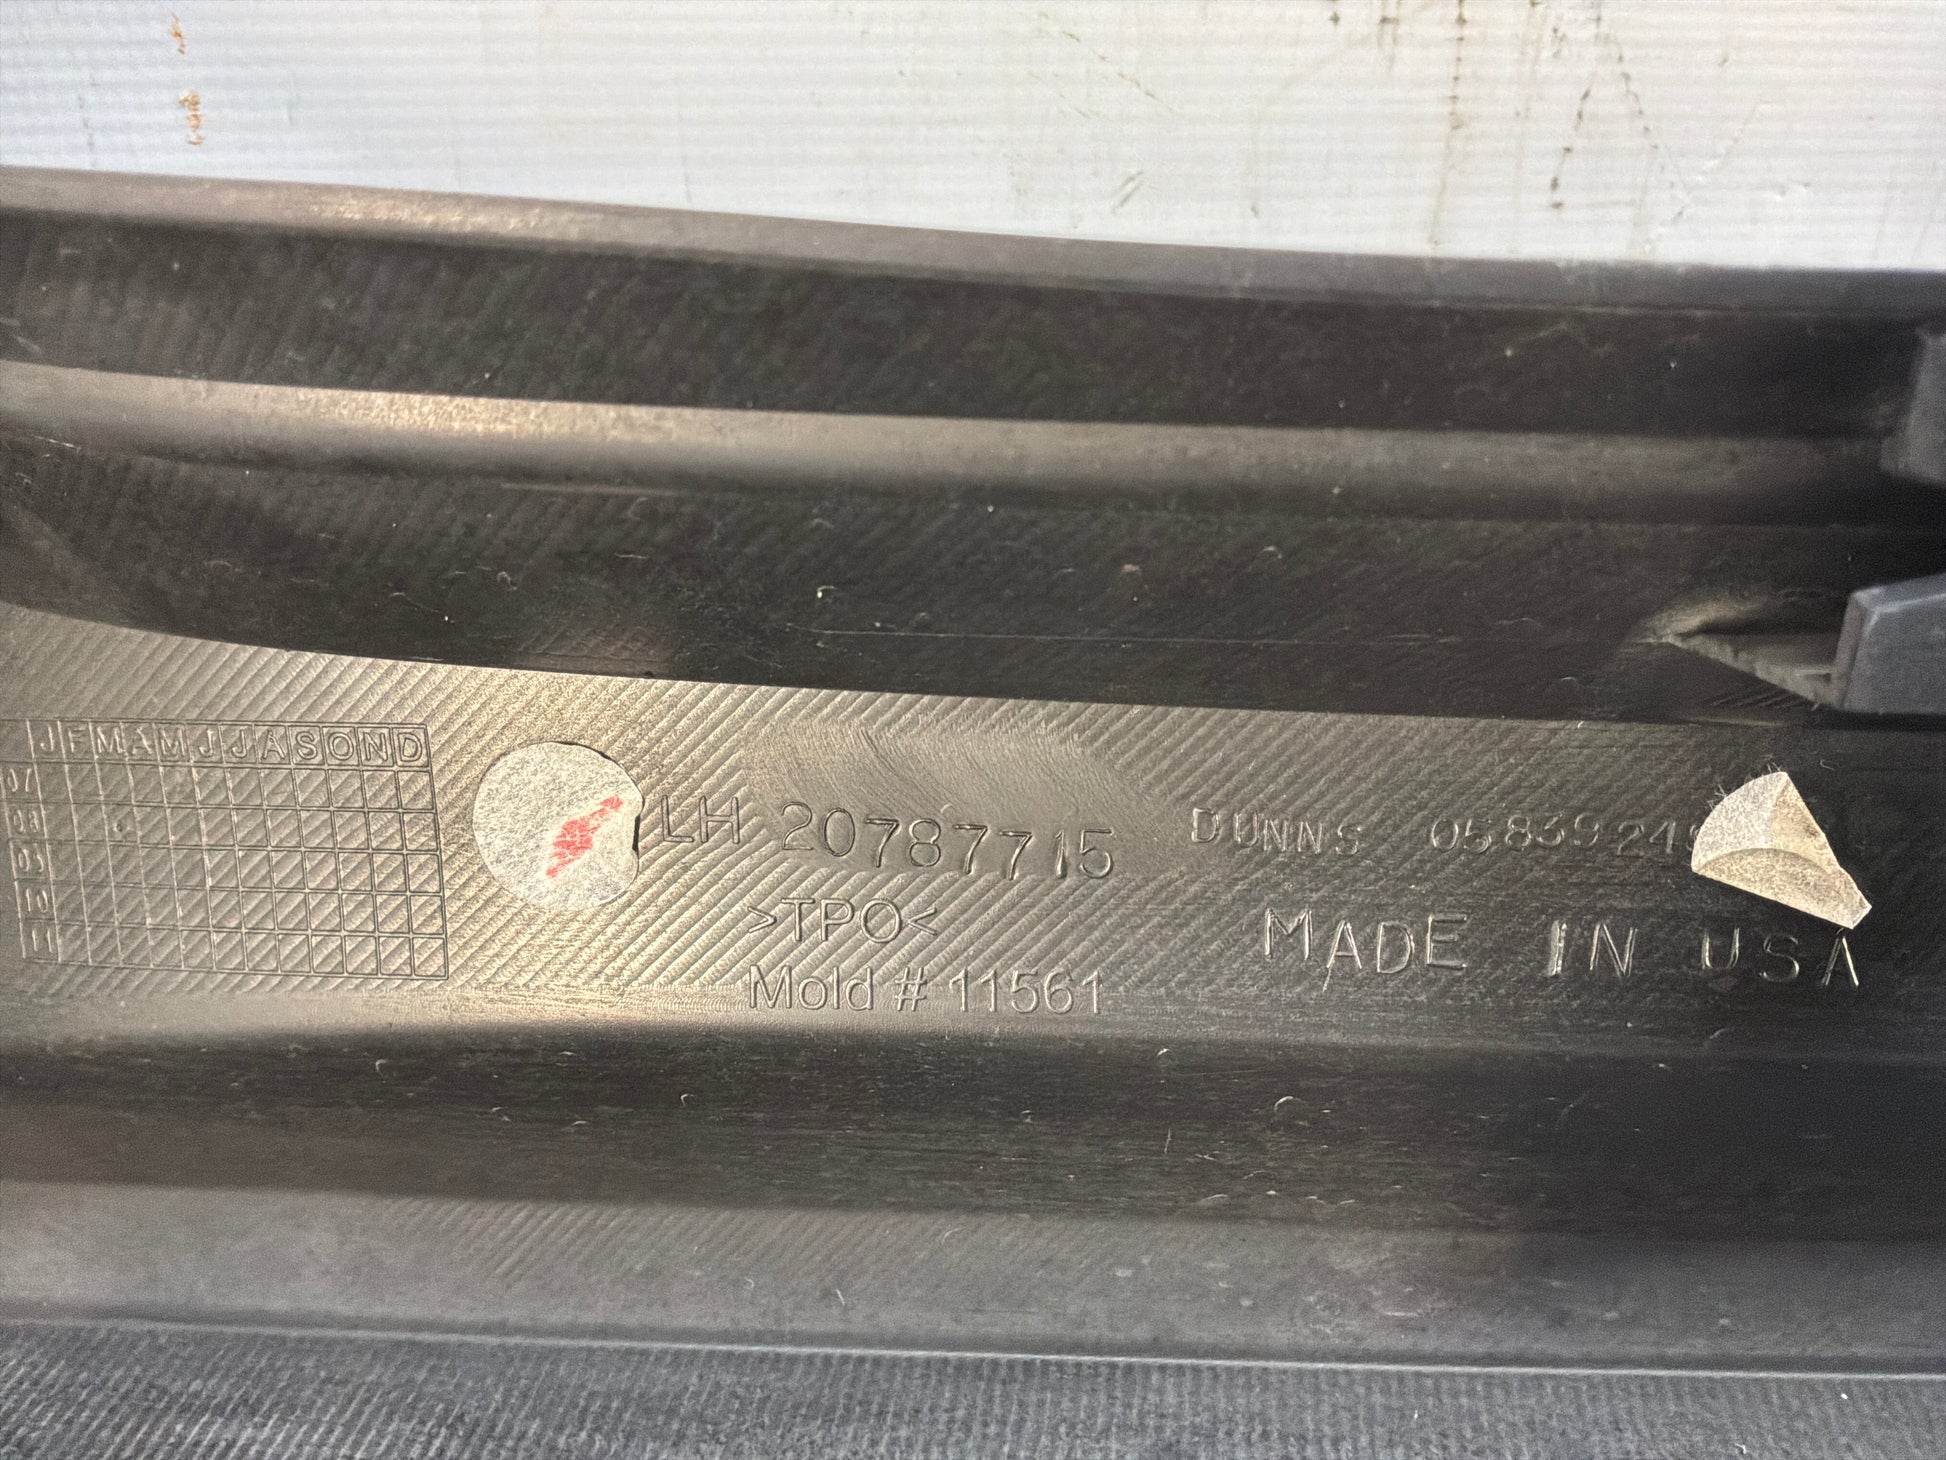 J F M A M J J A S O N D
07
08
09
10
11
LH 20787715
>TPO<
Mold # 11561
DUNNS
MADE IN USA